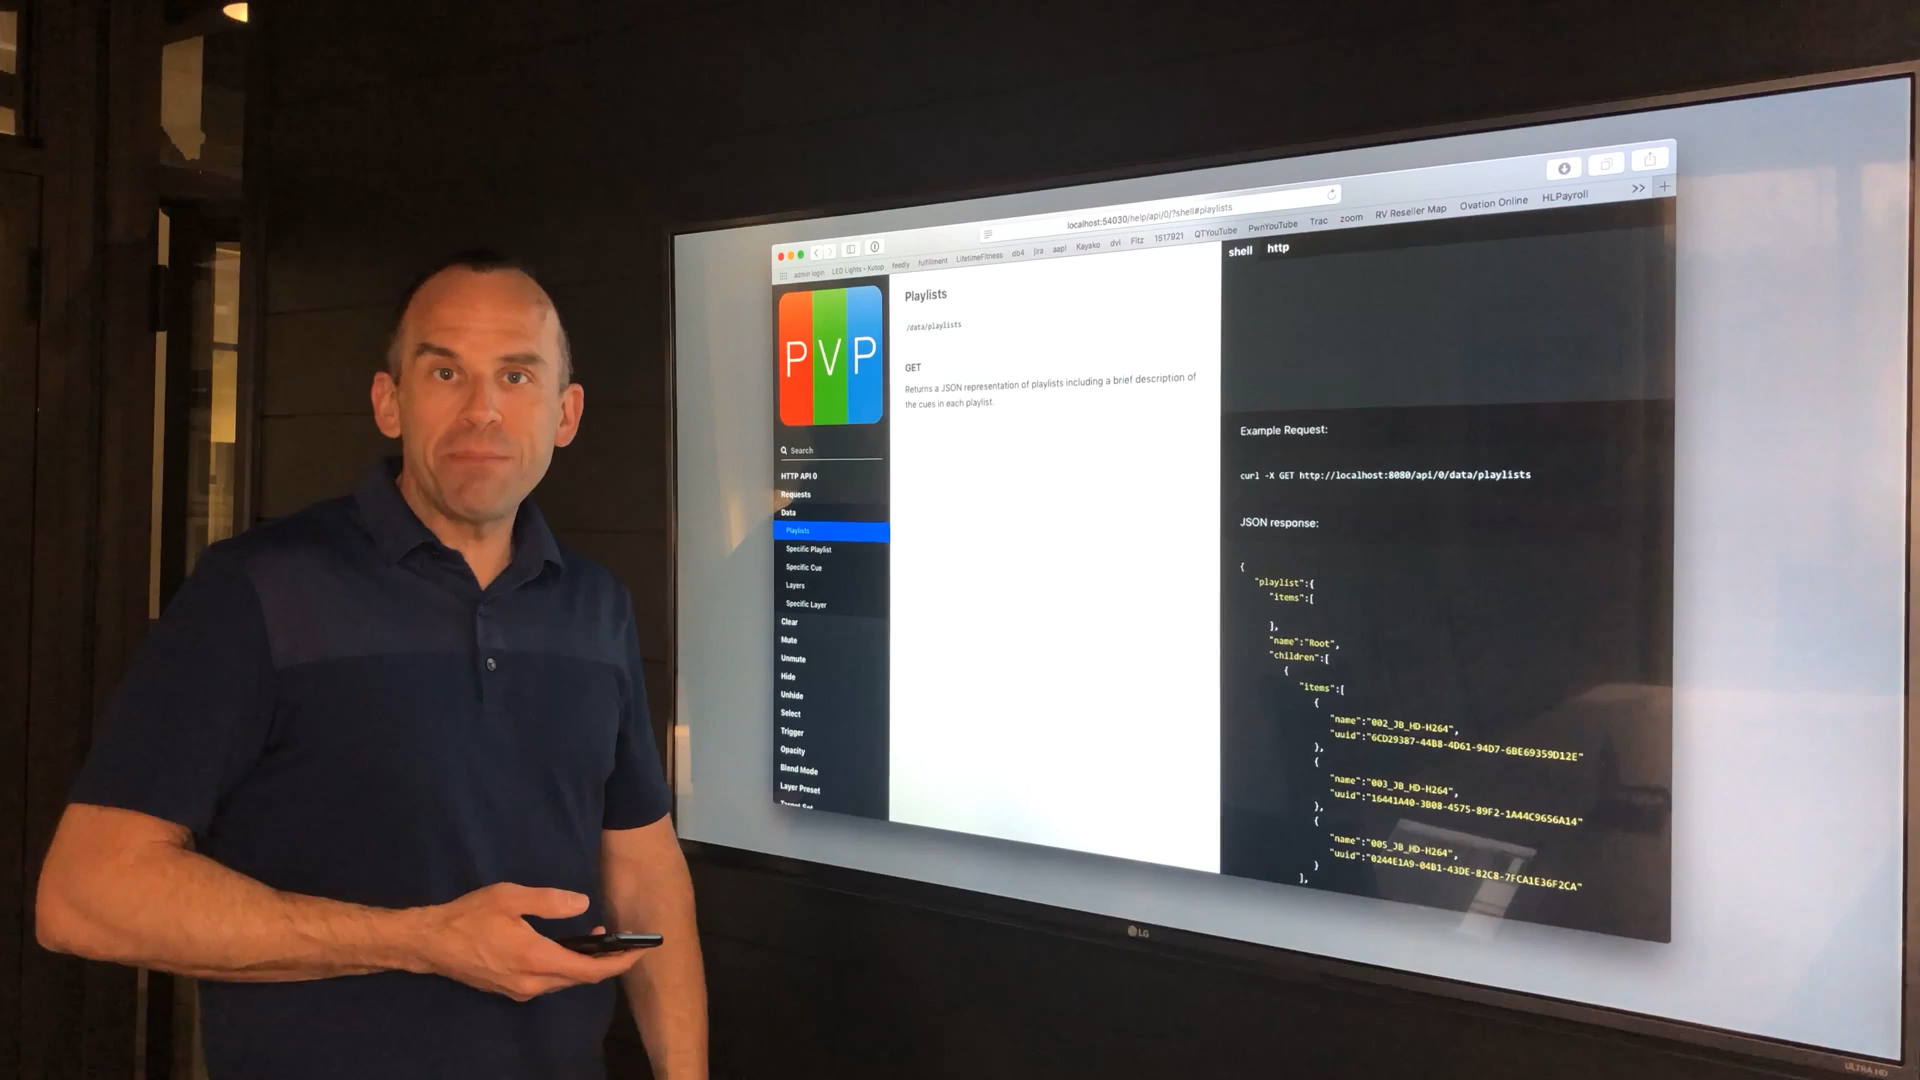 localhost:54030/help/api/0/?shell#playlists
admin login LED Lights - Kutop feedly fulfillment LifetimeFitness db4 jira aapl Kayako dvi Fitz 1517921 QTYouTube PwnYouTube Trac zoom RV Reseller Map Ovation Online HLPayroll >> +
PVP
Search
HTTP API 0
Requests
Data
Playlists
Specific Playlist
Specific Cue
Layers
Specific Layer
Clear
Mute
Unmute
Hide
Unhide
Select
Trigger
Opacity
Blend Mode
Layer Preset
Target Set
Playlists
/data/playlists
GET
Returns a JSON representation of playlists including a brief description of
the cues in each playlist.
shell http
Example Request:
curl -X GET http://localhost:8080/api/0/data/playlists
JSON response:
{
"playlist":{
"items":[
],
"name":"Root",
"children":[
{
"items":[
{
"name":"002_JB_HD-H264",
"uuid":"6CD29387-44B8-4D61-94D7-6BE69359D12E"
},
{
"name":"003_JB_HD-H264",
"uuid":"16441A40-3B08-4575-89F2-1A44C9656A14"
},
{
"name":"005_JB_HD-H264",
"uuid":"0244E1A9-04B1-43DE-82C8-7FCA1E36F2CA"
}
],
LG
ULTRA HD